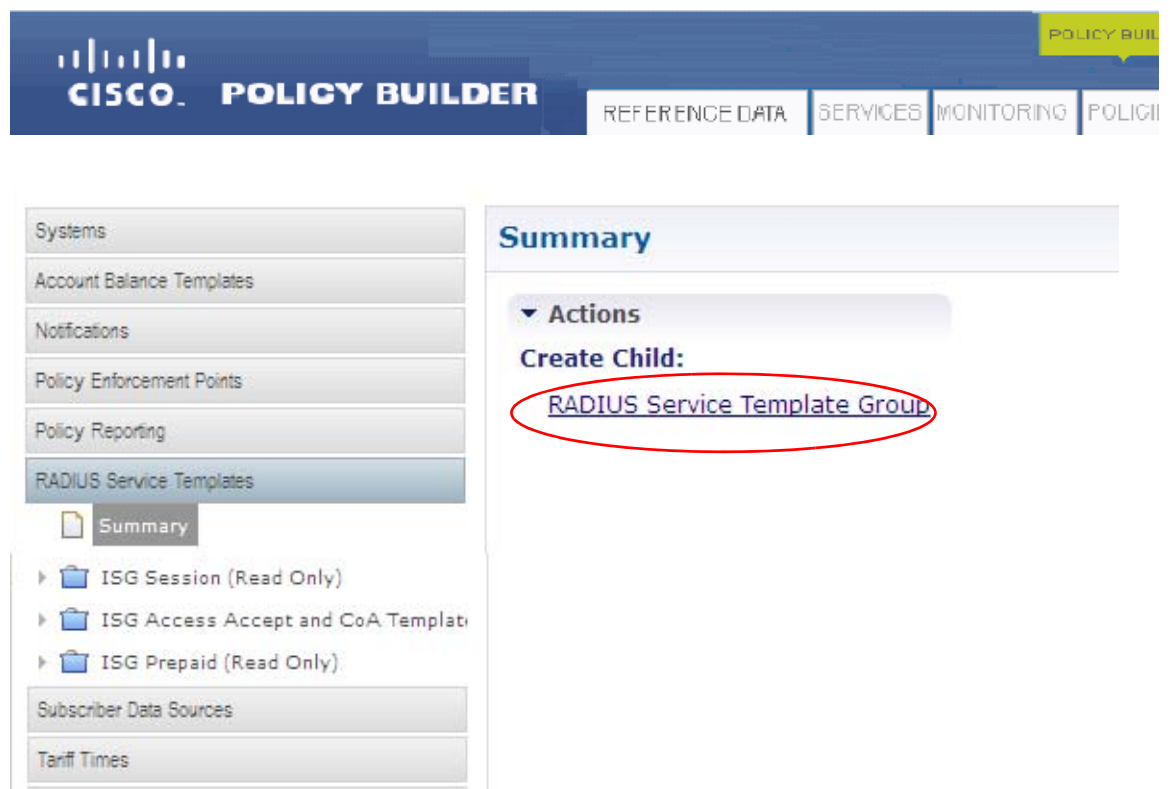 POLICY BUIL
CISCO. POLICY BUILDER
REFERENCE DATA SERVICES MONITORING POLICI
Systems
Account Balance Templates
Notifications
Policy Enforcement Points
Policy Reporting
RADIUS Service Templates
Summary
ISG Session (Read Only)
ISG Access Accept and CoA Templat
ISG Prepaid (Read Only)
Subscriber Data Sources
Tariff Times
Summary
Actions
Create Child:
RADIUS Service Template Group